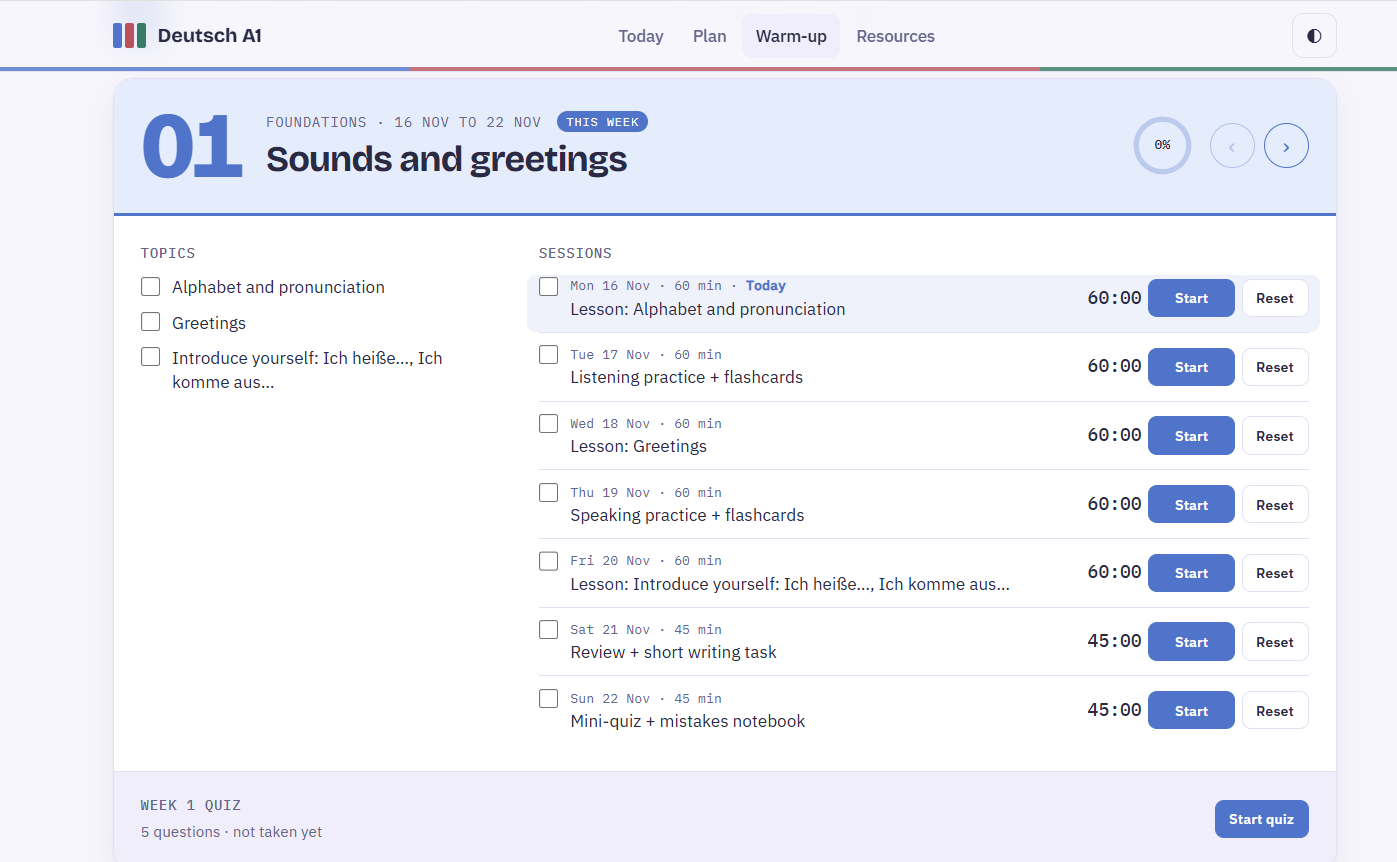 Deutsch A1
Today Plan Warm-up Resources
01
FOUNDATIONS · 16 NOV TO 22 NOV THIS WEEK
Sounds and greetings
0%
‹ ›
TOPICS
Alphabet and pronunciation
Greetings
Introduce yourself: Ich heiße..., Ich
komme aus...
SESSIONS
Mon 16 Nov · 60 min · Today
Lesson: Alphabet and pronunciation
60:00 Start Reset
Tue 17 Nov · 60 min
Listening practice + flashcards
60:00 Start Reset
Wed 18 Nov · 60 min
Lesson: Greetings
60:00 Start Reset
Thu 19 Nov · 60 min
Speaking practice + flashcards
60:00 Start Reset
Fri 20 Nov · 60 min
Lesson: Introduce yourself: Ich heiße..., Ich komme aus...
60:00 Start Reset
Sat 21 Nov · 45 min
Review + short writing task
45:00 Start Reset
Sun 22 Nov · 45 min
Mini-quiz + mistakes notebook
45:00 Start Reset
WEEK 1 QUIZ
5 questions · not taken yet
Start quiz